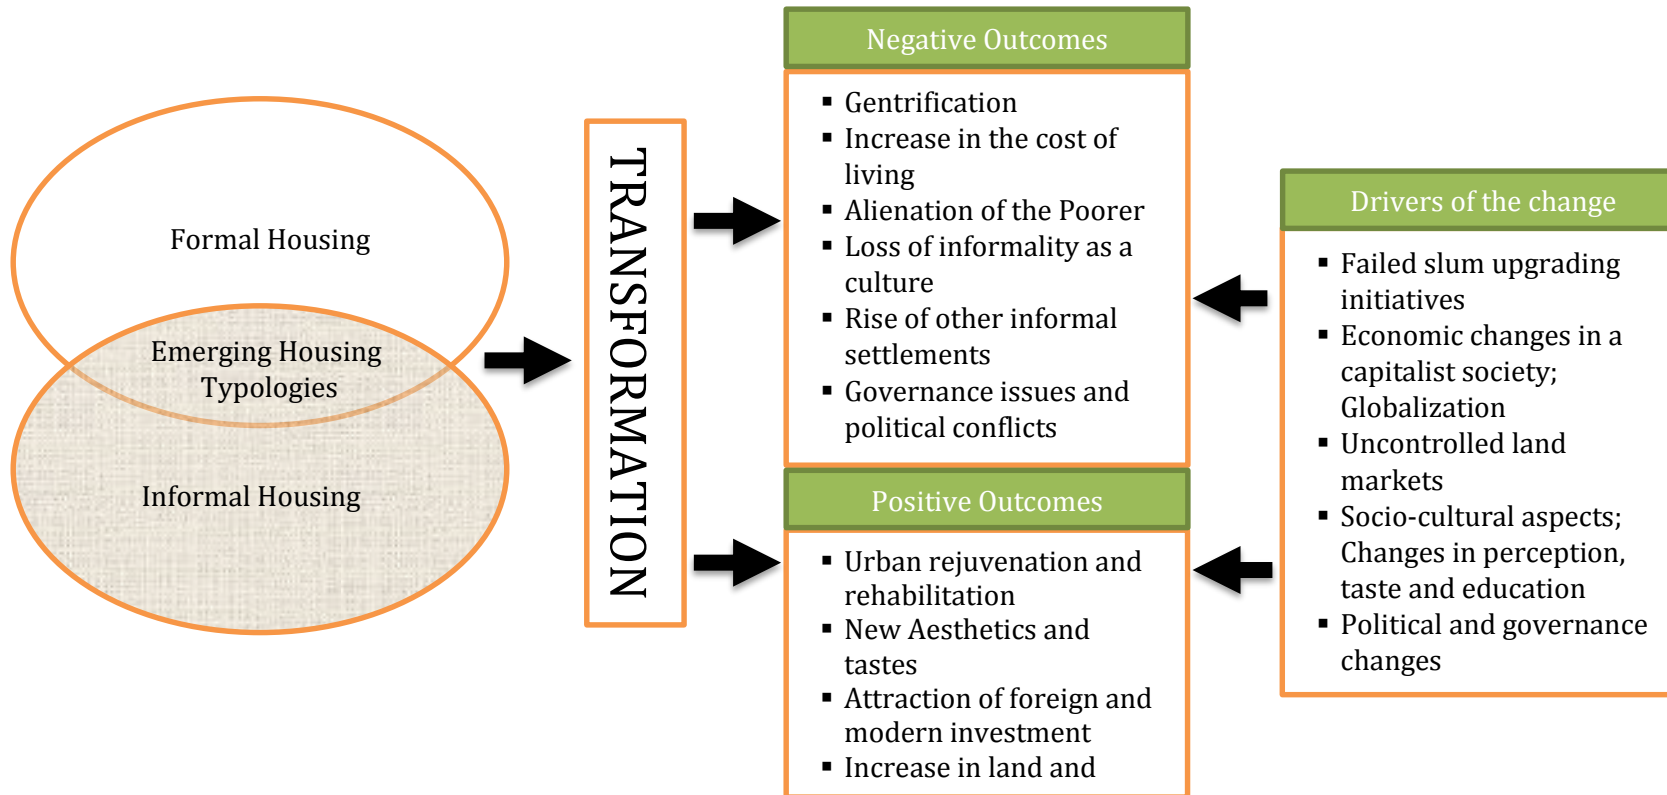 Formal Housing
Emerging Housing
Typologies
Informal Housing
TRANSFORMATION
Negative Outcomes
▪ Gentrification
▪ Increase in the cost of
living
▪ Alienation of the Poorer
▪ Loss of informality as a
culture
▪ Rise of other informal
settlements
▪ Governance issues and
political conflicts
Positive Outcomes
▪ Urban rejuvenation and
rehabilitation
▪ New Aesthetics and
tastes
▪ Attraction of foreign and
modern investment
▪ Increase in land and
Drivers of the change
▪ Failed slum upgrading
initiatives
▪ Economic changes in a
capitalist society;
Globalization
▪ Uncontrolled land
markets
▪ Socio-cultural aspects;
Changes in perception,
taste and education
▪ Political and governance
changes